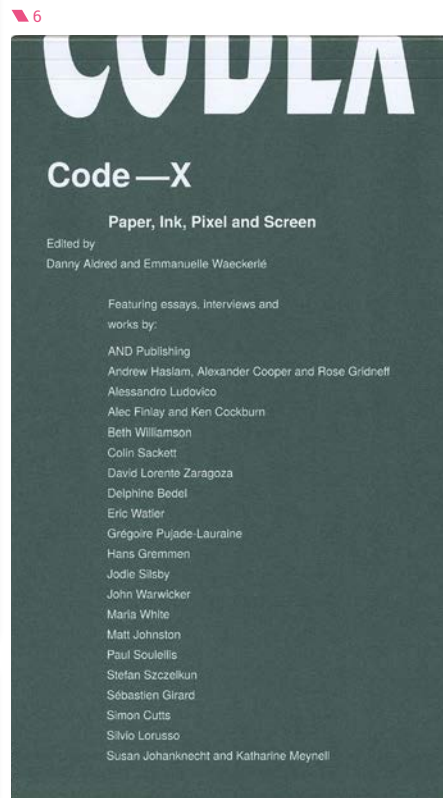 6
CODEX
Code—X
Paper, Ink, Pixel and Screen
Edited by
Danny Aldred and Emmanuelle Waeckerlé
Featuring essays, interviews and
works by:
AND Publishing
Andrew Haslam, Alexander Cooper and Rose Gridneff
Alessandro Ludovico
Alec Finlay and Ken Cockburn
Beth Williamson
Colin Sackett
David Lorente Zaragoza
Delphine Bedel
Eric Watier
Grégoire Pujade-Lauraine
Hans Gremmen
Jodie Silsby
John Warwicker
Maria White
Matt Johnston
Paul Soulellis
Stefan Szczelkun
Sébastien Girard
Simon Cutts
Silvio Lorusso
Susan Johanknecht and Katharine Meynell